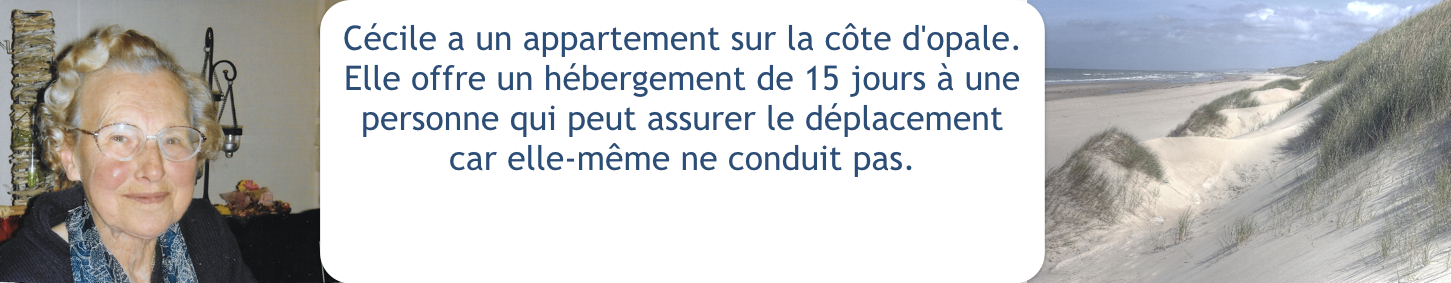 Cécile a un appartement sur la côte d'opale.
Elle offre un hébergement de 15 jours à une
personne qui peut assurer le déplacement
car elle-même ne conduit pas.